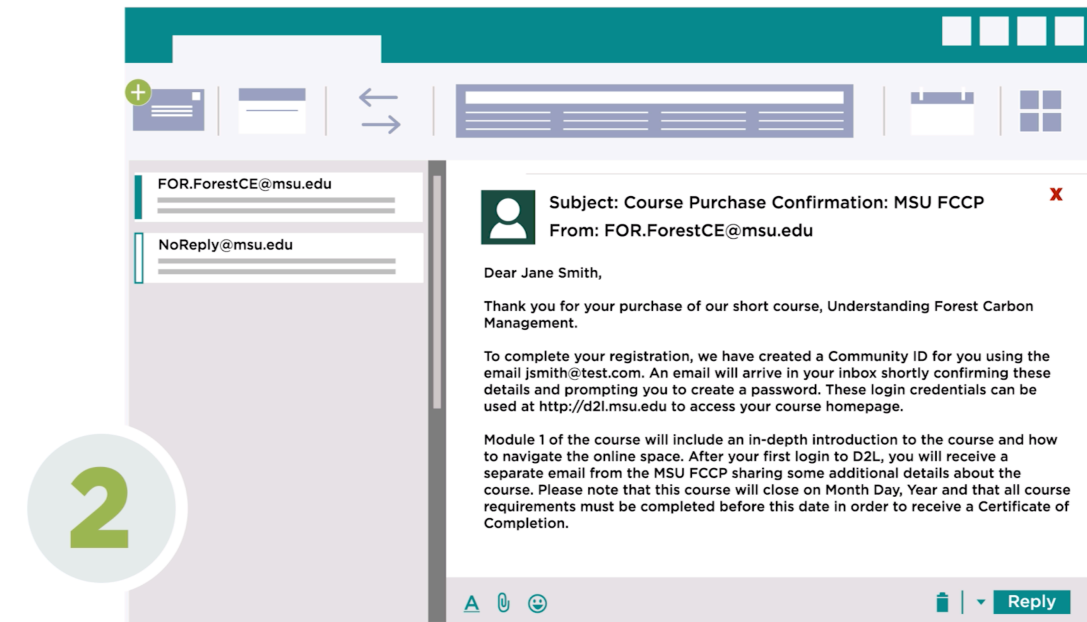 FOR.ForestCE@msu.edu
NoReply@msu.edu
Subject: Course Purchase Confirmation: MSU FCCP
X
From: FOR.ForestCE@msu.edu
Dear Jane Smith,
Thank you for your purchase of our short course, Understanding Forest Carbon
Management.
To complete your registration, we have created a Community ID for you using the
email jsmith@test.com. An email will arrive in your inbox shortly confirming these
details and prompting you to create a password. These login credentials can be
used at http://d2l.msu.edu to access your course homepage.
Module 1 of the course will include an in-depth introduction to the course and how
to navigate the online space. After your first login to D2L, you will receive a
separate email from the MSU FCCP sharing some additional details about the
course. Please note that this course will close on Month Day, Year and that all course
requirements must be completed before this date in order to receive a Certificate of
Completion.
2
A
Reply